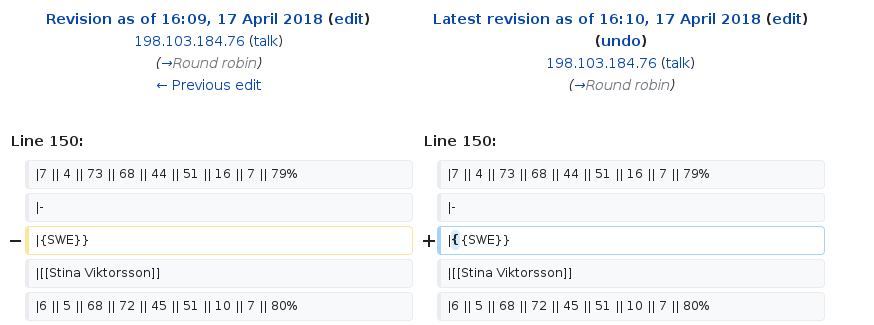 Revision as of 16:09, 17 April 2018 (edit)
198.103.184.76 (talk)
(→Round robin)
← Previous edit
Latest revision as of 16:10, 17 April 2018 (edit)
(undo)
198.103.184.76 (talk)
(→Round robin)
Line 150:
Line 150:
|7 || 4 || 73 || 68 || 44 || 51 || 16 || 7 || 79%
|7 || 4 || 73 || 68 || 44 || 51 || 16 || 7 || 79%
|-
|-
− |{SWE}}
+ |{{SWE}}
|[[Stina Viktorsson]]
|[[Stina Viktorsson]]
|6 || 5 || 68 || 72 || 45 || 51 || 10 || 7 || 80%
|6 || 5 || 68 || 72 || 45 || 51 || 10 || 7 || 80%